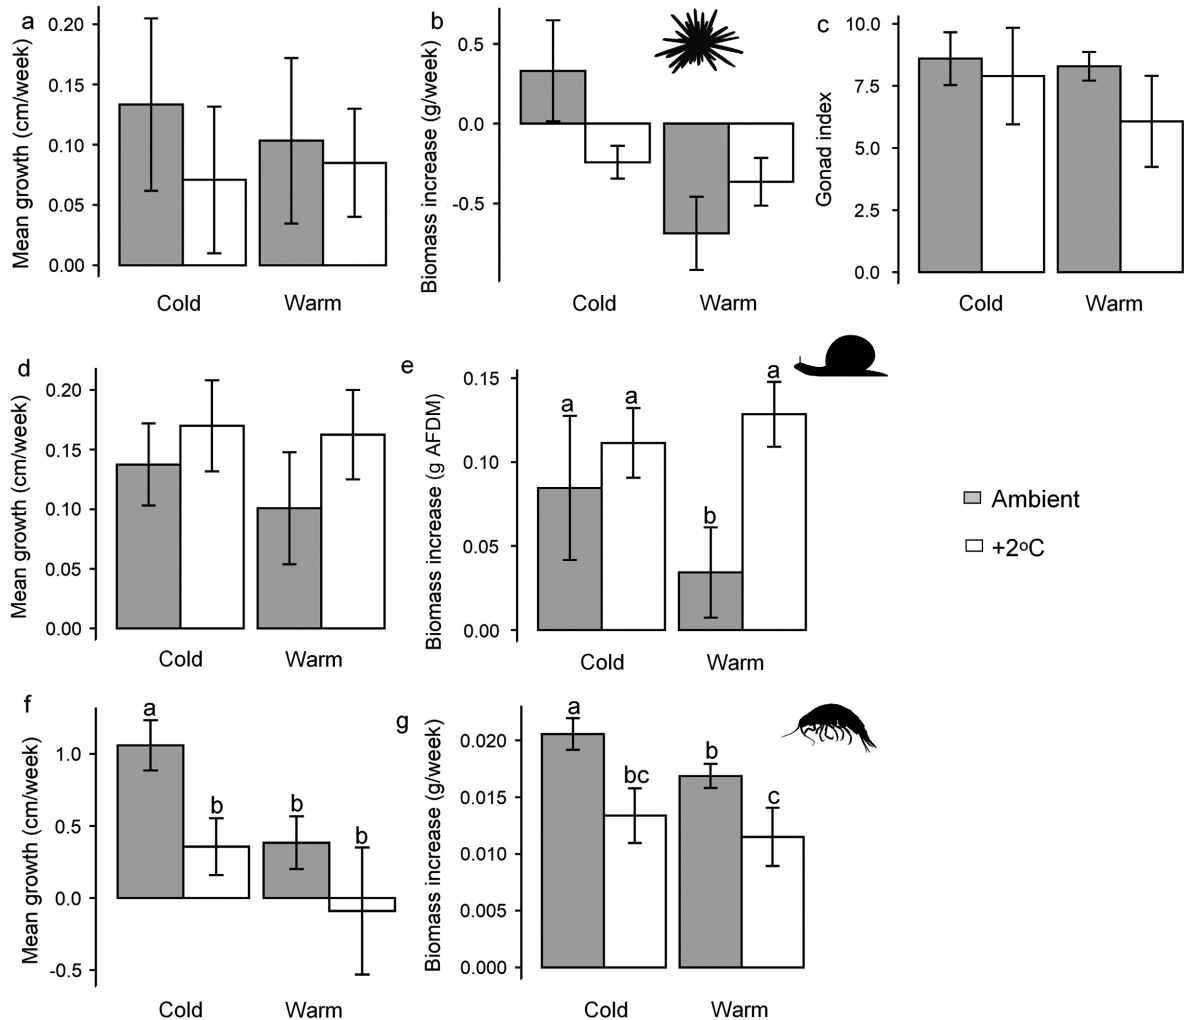 a
Mean growth (cm/week)
0.20
0.15
0.10
0.05
0.00
Cold
Warm
b
Biomass increase (g/week)
0.5
0.0
-0.5
Cold
Warm
c
Gonad index
10.0
7.5
5.0
2.5
0.0
Cold
Warm
d
Mean growth (cm/week)
0.20
0.15
0.10
0.05
0.00
Cold
Warm
e
Biomass increase (g AFDM)
0.15
0.10
0.05
0.00
a
a
b
a
Cold
Warm
Ambient
+2°C
f
Mean growth (cm/week)
1.0
0.5
0.0
-0.5
a
b
b
b
Cold
Warm
g
Biomass increase (g/week)
0.020
0.015
0.010
0.005
0.000
a
bc
b
c
Cold
Warm